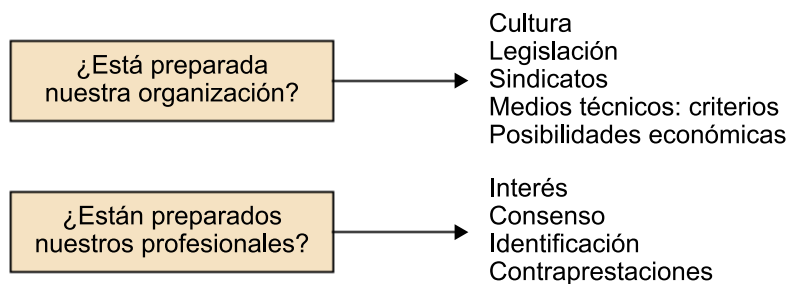 ¿Está preparada
nuestra organización?
Cultura
Legislación
Sindicatos
Medios técnicos: criterios
Posibilidades económicas
¿Están preparados
nuestros profesionales?
Interés
Consenso
Identificación
Contraprestaciones